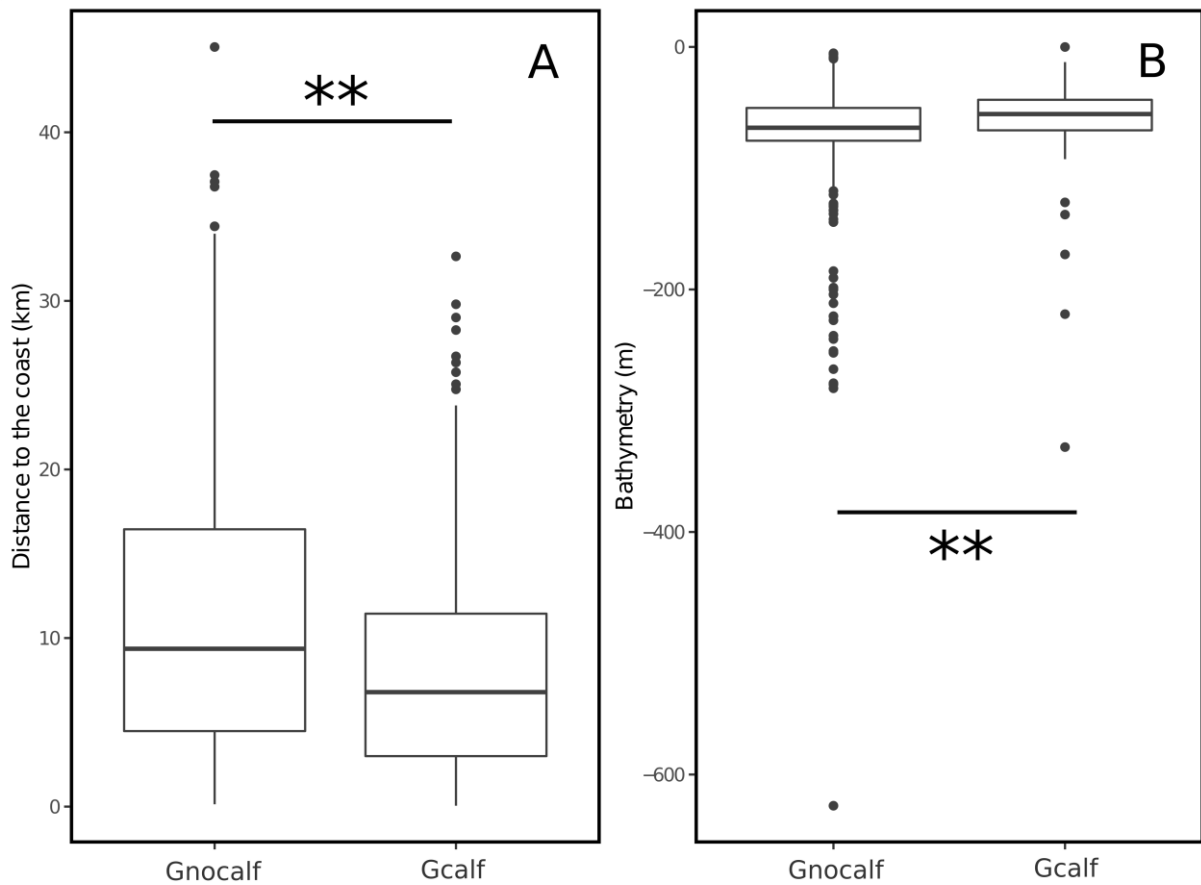 A
**
Distance to the coast (km)
40
30
20
10
0
Gnocalf
Gcalf
B
Bathymetry (m)
0
−200
−400
−600
**
Gnocalf
Gcalf